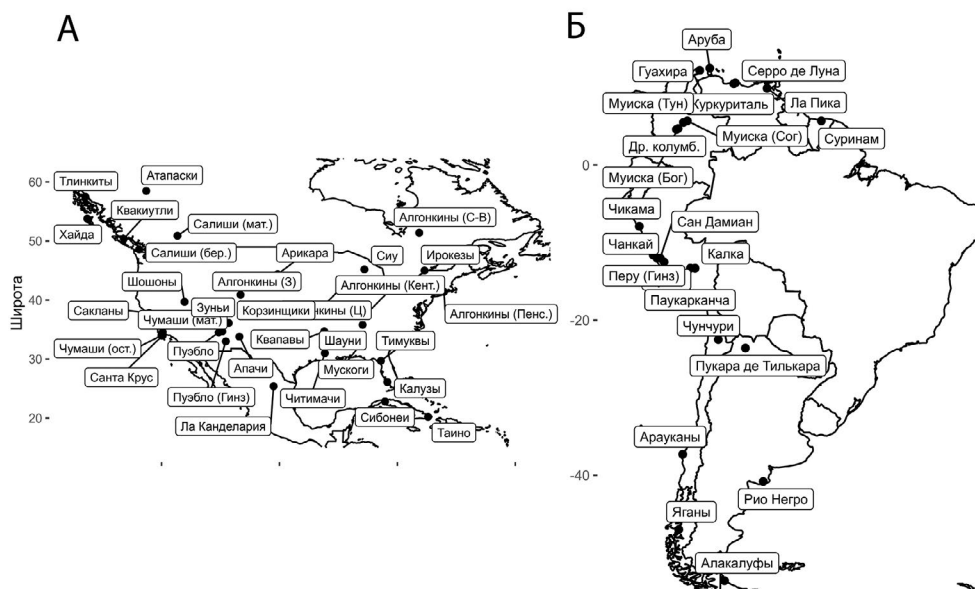 А
60
50
40
30
20
Широта
Тлинкиты
Атапаски
Квакиутли
Салиши (мат.)
Алгонкины (С-В)
Хайда
Салиши (бер.)
Арикара
Сиу
Ирокезы
Шошоны
Алгонкины (З)
Алгонкины (Кент.)
Сакланы
Зуньи
Корзинщики
нкины (Ц)
Чумаши (мат.)
Алгонкины (Пенс.)
Чумаши (ост.)
Пуэбло
Квапавы
Шауни
Тимуквы
Санта Крус
Апачи
Мускоги
Пуэбло (Гинз)
Читимачи
Калузы
Ла Канделария
Сибонеи
Таино
Б
0
-20
-40
Аруба
Гуахира
Серро де Луна
Муиска (Тун)
Куркуриталь
Ла Пика
Др. колумб.
Муиска (Сог)
Суринам
Муиска (Бог)
Чикама
Сан Дамиан
Чанкай
Калка
Перу (Гинз)
Паукарканча
Чунчури
Пукара де Тилькара
Арауканы
Рио Негро
Яганы
Алакалуфы